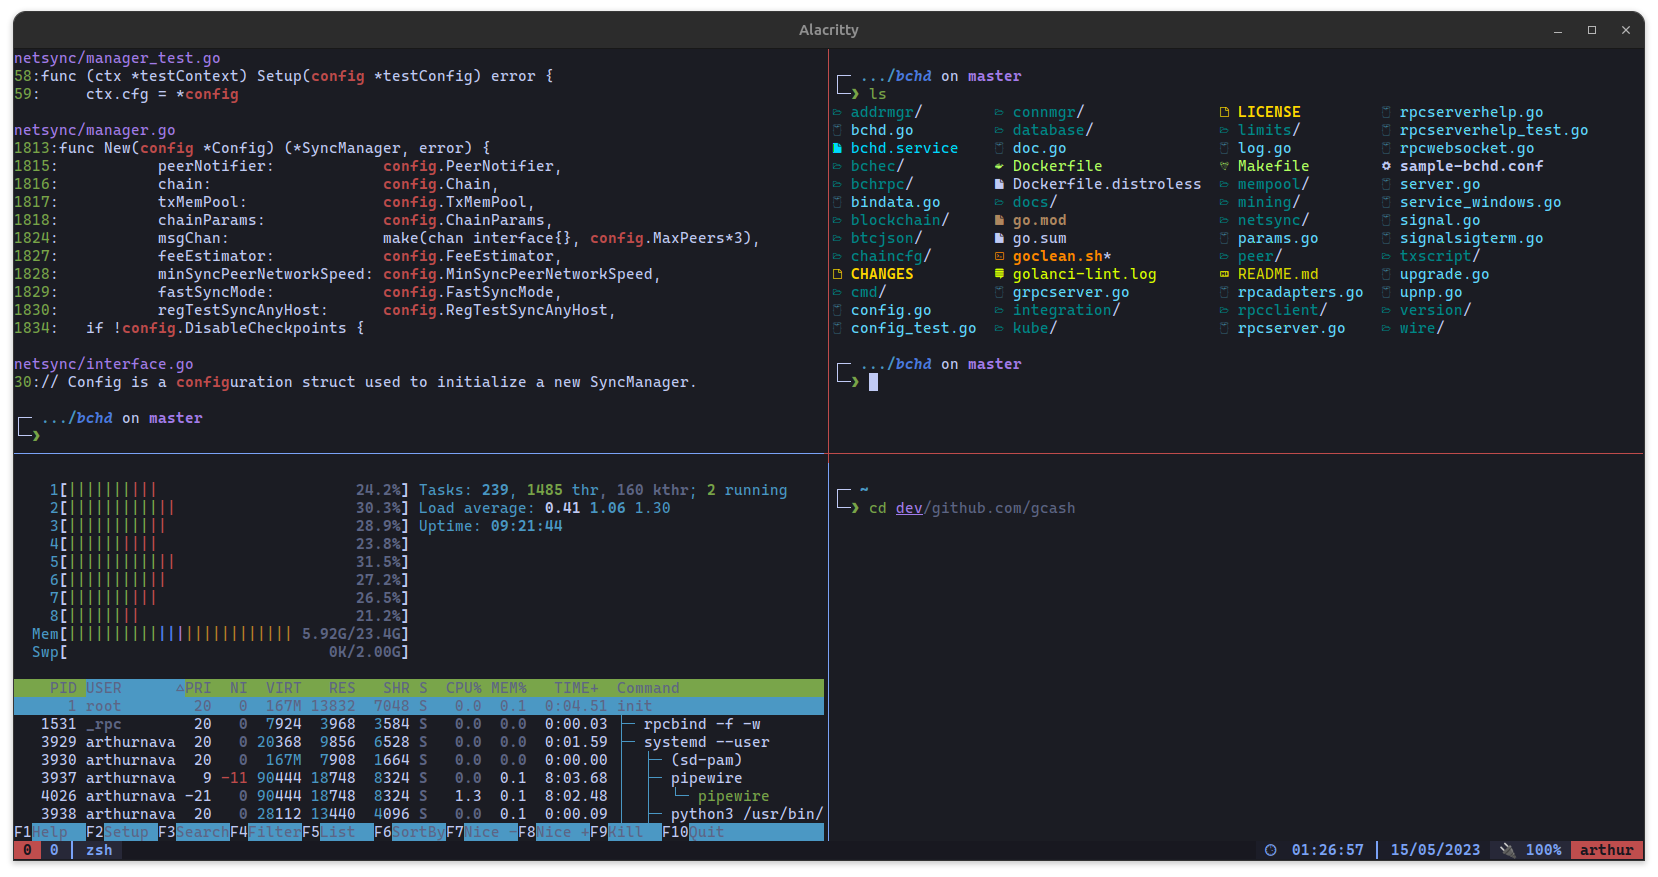 Alacritty
netsync/manager_test.go
58:func (ctx *testContext) Setup(config *testConfig) error {
59:     ctx.cfg = *config
netsync/manager.go
1813:func New(config *Config) (*SyncManager, error) {
1815:           peerNotifier:            config.PeerNotifier,
1816:           chain:                   config.Chain,
1817:           txMemPool:               config.TxMemPool,
1818:           chainParams:             config.ChainParams,
1824:           msgChan:                 make(chan interface{}, config.MaxPeers*3),
1827:           feeEstimator:            config.FeeEstimator,
1828:           minSyncPeerNetworkSpeed: config.MinSyncPeerNetworkSpeed,
1829:           fastSyncMode:            config.FastSyncMode,
1830:           regTestSyncAnyHost:      config.RegTestSyncAnyHost,
1834:   if !config.DisableCheckpoints {
netsync/interface.go
30:// Config is a configuration struct used to initialize a new SyncManager.
.../bchd on master
❯
.../bchd on master
❯ ls
addrmgr/ connmgr/ LICENSE rpcserverhelp.go
bchd.go database/ limits/ rpcserverhelp_test.go
bchd.service doc.go log.go rpcwebsocket.go
bchec/ Dockerfile Makefile sample-bchd.conf
bchrpc/ Dockerfile.distroless mempool/ server.go
bindata.go docs/ mining/ service_windows.go
blockchain/ go.mod netsync/ signal.go
btcjson/ go.sum params.go signalsigterm.go
chaincfg/ goclean.sh* peer/ txscript/
CHANGES golanci-lint.log README.md upgrade.go
cmd/ grpcserver.go rpcadapters.go upnp.go
config.go integration/ rpcclient/ version/
config_test.go kube/ rpcserver.go wire/
.../bchd on master
❯
1[|||||||||| 24.2%] Tasks: 239, 1485 thr, 160 kthr; 2 running
2[|||||||||||| 30.3%] Load average: 0.41 1.06 1.30
3[||||||||||| 28.9%] Uptime: 09:21:44
4[|||||||||| 23.8%]
5[|||||||||||| 31.5%]
6[||||||||||| 27.2%]
7[|||||||||| 26.5%]
8[|||||||| 21.2%]
Mem[||||||||||||||||||||||||| 5.92G/23.4G]
Swp[ 0K/2.00G]
PID USER △PRI NI VIRT RES SHR S CPU% MEM% TIME+ Command
1 root 20 0 167M 13832 7048 S 0.0 0.1 0:04.51 init
1531 _rpc 20 0 7924 3968 3584 S 0.0 0.0 0:00.03 ├─ rpcbind -f -w
3929 arthurnava 20 0 20368 9856 6528 S 0.0 0.0 0:01.59 ├─ systemd --user
3930 arthurnava 20 0 167M 7908 1664 S 0.0 0.0 0:00.00 │ ├─ (sd-pam)
3937 arthurnava 9 -11 90444 18748 8324 S 0.0 0.1 8:03.68 │ ├─ pipewire
4026 arthurnava -21 0 90444 18748 8324 S 1.3 0.1 8:02.48 │ │ └─ pipewire
3938 arthurnava 20 0 28112 13440 4096 S 0.0 0.1 0:00.09 │ ├─ python3 /usr/bin/
F1Help F2Setup F3SearchF4FilterF5List F6SortByF7Nice -F8Nice +F9Kill F10Quit
~
❯ cd dev/github.com/gcash
0 0 zsh 01:26:57 15/05/2023 100% arthur